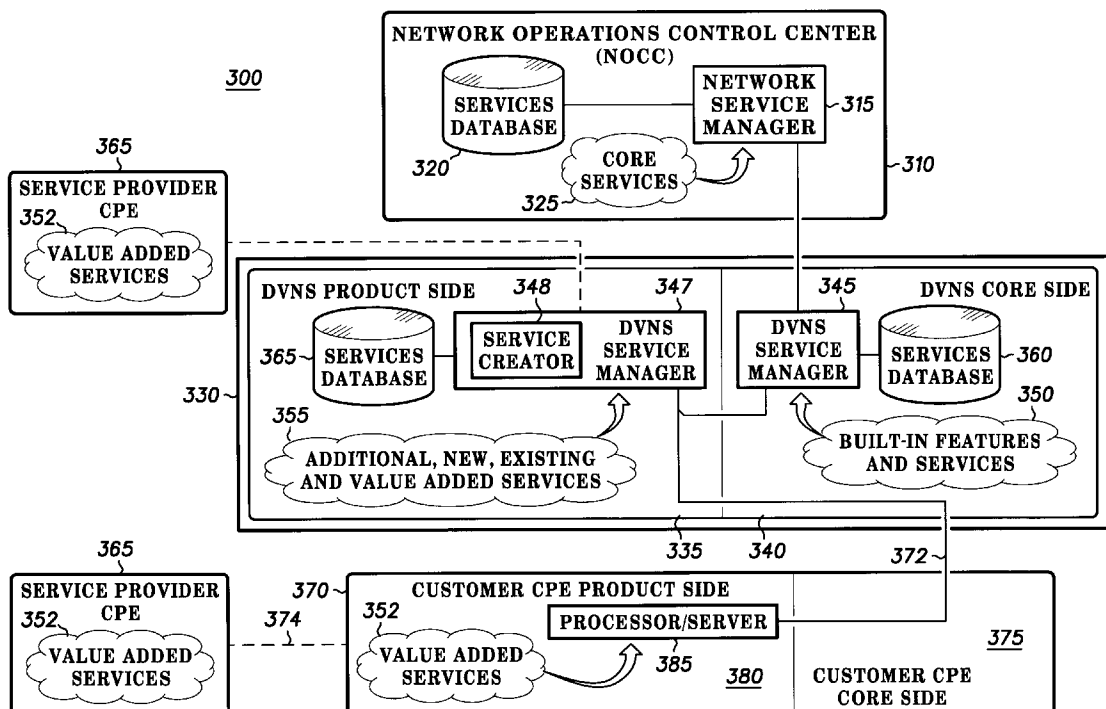 NETWORK OPERATIONS CONTROL CENTER
(NOCC)
300
SERVICES
DATABASE
320
NETWORK
SERVICE
MANAGER
315
CORE
SERVICES
325
310
365
SERVICE PROVIDER
CPE
352
VALUE ADDED
SERVICES
DVNS PRODUCT SIDE
348
347
345
DVNS CORE SIDE
365
SERVICES
DATABASE
SERVICE
CREATOR
DVNS
SERVICE
MANAGER
DVNS
SERVICE
MANAGER
SERVICES
DATABASE
360
330
355
ADDITIONAL, NEW, EXISTING
AND VALUE ADDED SERVICES
350
BUILT-IN FEATURES
AND SERVICES
335
340
372
365
SERVICE PROVIDER
CPE
352
VALUE ADDED
SERVICES
374
370
CUSTOMER CPE PRODUCT SIDE
352
VALUE ADDED
SERVICES
PROCESSOR/SERVER
385
380
375
CUSTOMER CPE
CORE SIDE